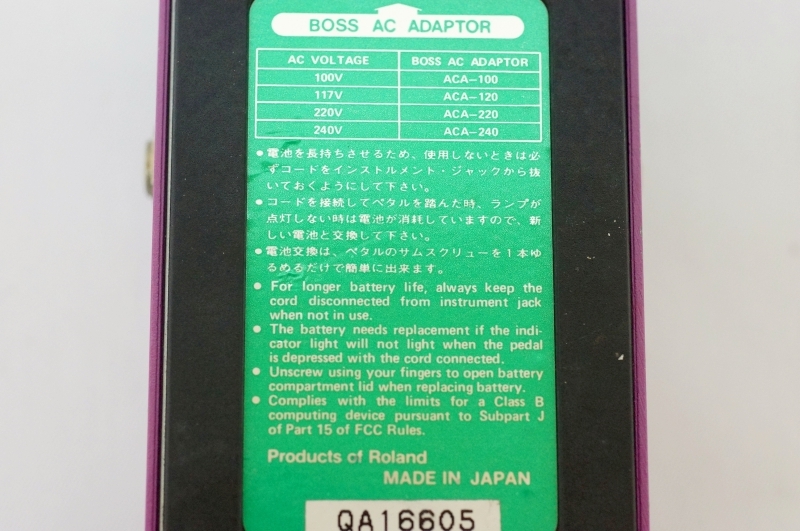 BOSS AC ADAPTOR
AC VOLTAGE BOSS AC ADAPTOR
100V ACA-100
117V ACA-120
220V ACA-220
240V ACA-240
●電池を長持ちさせるため、使用しないときは必
ずコードをインストルメント・ジャックから抜
いておくようにして下さい。
●コードを接続してペタルを踏んだ時、ランプが
点灯しない時は電池が消耗していますので、新
しい電池と交換して下さい。
●電池交換は、ペタルのサムスクリューを1本ゆ
るめるだけで簡単に出来ます。
● For longer battery life, always keep the
cord disconnected from instrument jack
when not in use.
● The battery needs replacement if the indi-
cator light will not light when the pedal
is depressed with the cord connected.
● Unscrew using your fingers to open battery
compartment lid when replacing battery.
● Complies with the limits for a Class B
computing device pursuant to Subpart J
of Part 15 of FCC Rules.
Products of Roland
MADE IN JAPAN
QA16605